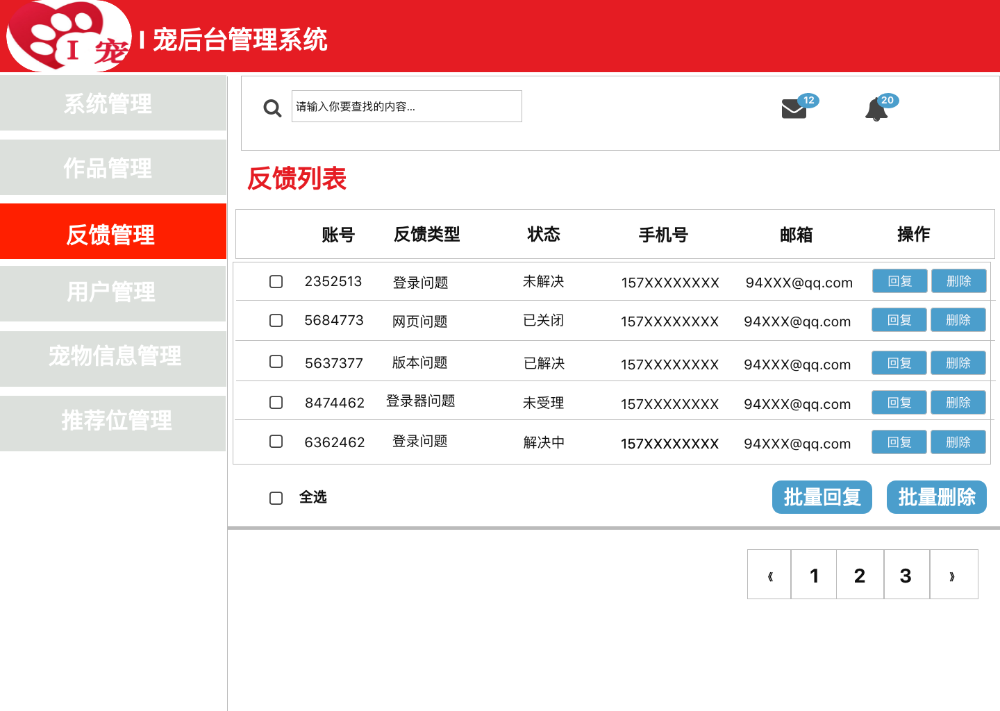 I 宠
I 宠后台管理系统
系统管理
作品管理
反馈管理
用户管理
宠物信息管理
推荐位管理
请输入你要查找的内容...
12
20
反馈列表
账号 反馈类型 状态 手机号 邮箱 操作
2352513 登录问题 未解决 157XXXXXXXX 94XXX@qq.com 回复 删除
5684773 网页问题 已关闭 157XXXXXXXX 94XXX@qq.com 回复 删除
5637377 版本问题 已解决 157XXXXXXXX 94XXX@qq.com 回复 删除
8474462 登录器问题 未受理 157XXXXXXXX 94XXX@qq.com 回复 删除
6362462 登录问题 解决中 157XXXXXXXX 94XXX@qq.com 回复 删除
全选 批量回复 批量删除
《 1 2 3 》